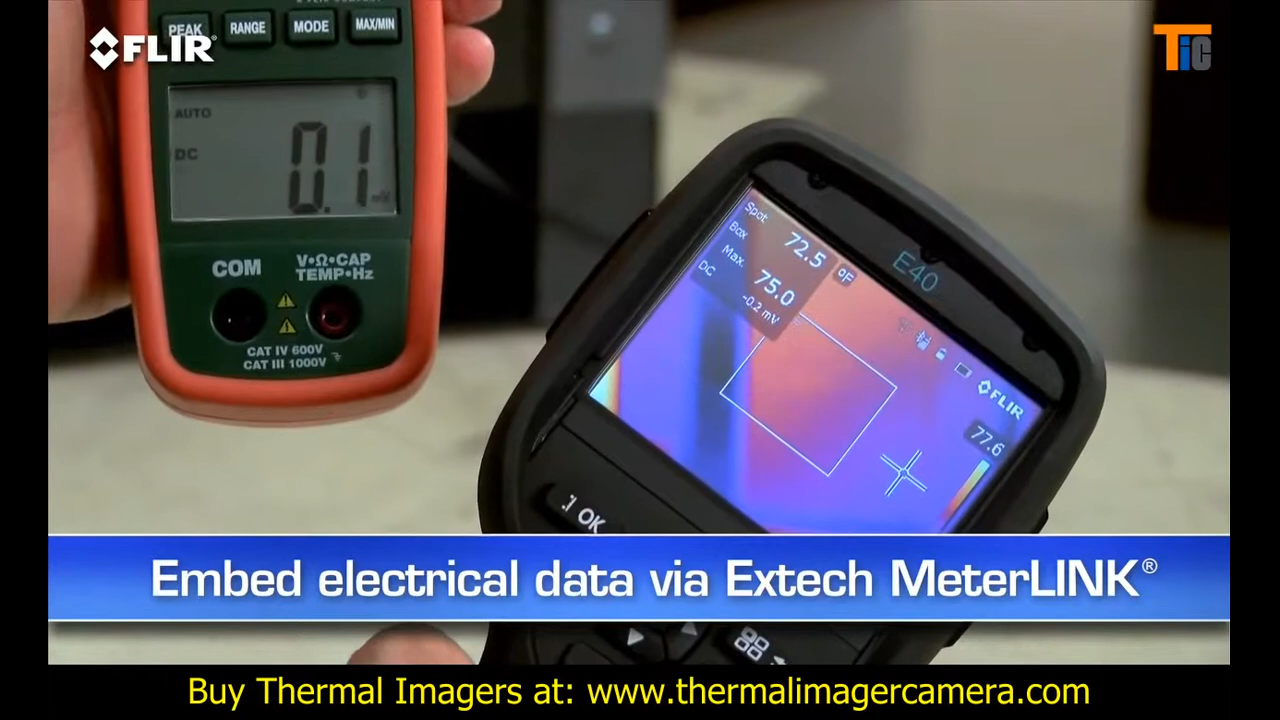 PEAK
RANGE
MODE
MAX/MIN
FLIR®
TiC
AUTO
DC
0.1
mV
COM
V•Ω•CAP
TEMP•Hz
CAT IV 600V
CAT III 1000V
E40
Spot 72.5 °F
Box
Max. 75.0
DC -0.2 mV
FLIR
77.6
OK
Embed electrical data via Extech MeterLINK®
Buy Thermal Imagers at: www.thermalimagercamera.com